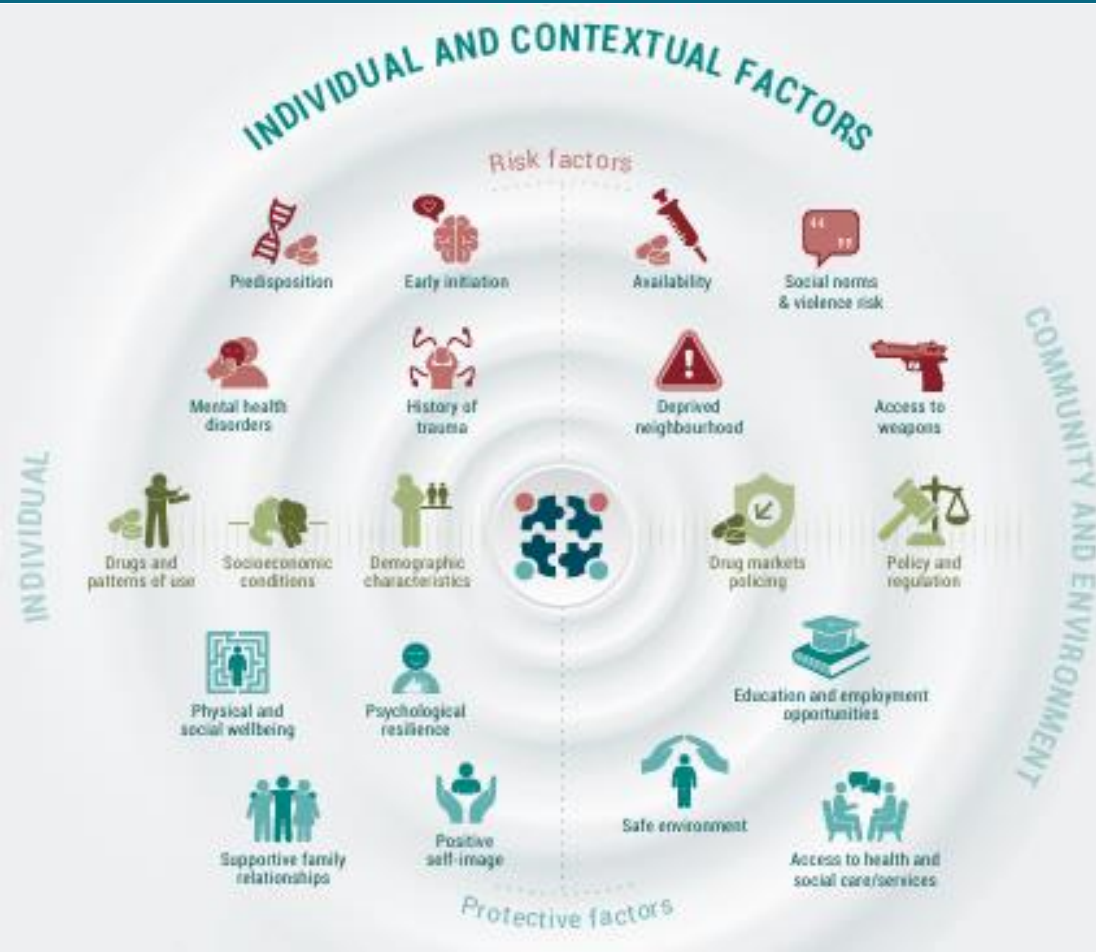 INDIVIDUAL AND CONTEXTUAL FACTORS
Risk factors
Predisposition
Early initiation
Availability
Social norms
& violence risk
Mental health
disorders
History of
trauma
Deprived
neighbourhood
Access to
weapons
INDIVIDUAL
COMMUNITY AND ENVIRONMENT
Drugs and
patterns of use
Socioeconomic
conditions
Demographic
characteristics
Drug markets
policing
Policy and
regulation
Physical and
social wellbeing
Psychological
resilience
Education and employment
opportunities
Supportive family
relationships
Positive
self-image
Safe environment
Access to health and
social care/services
Protective factors